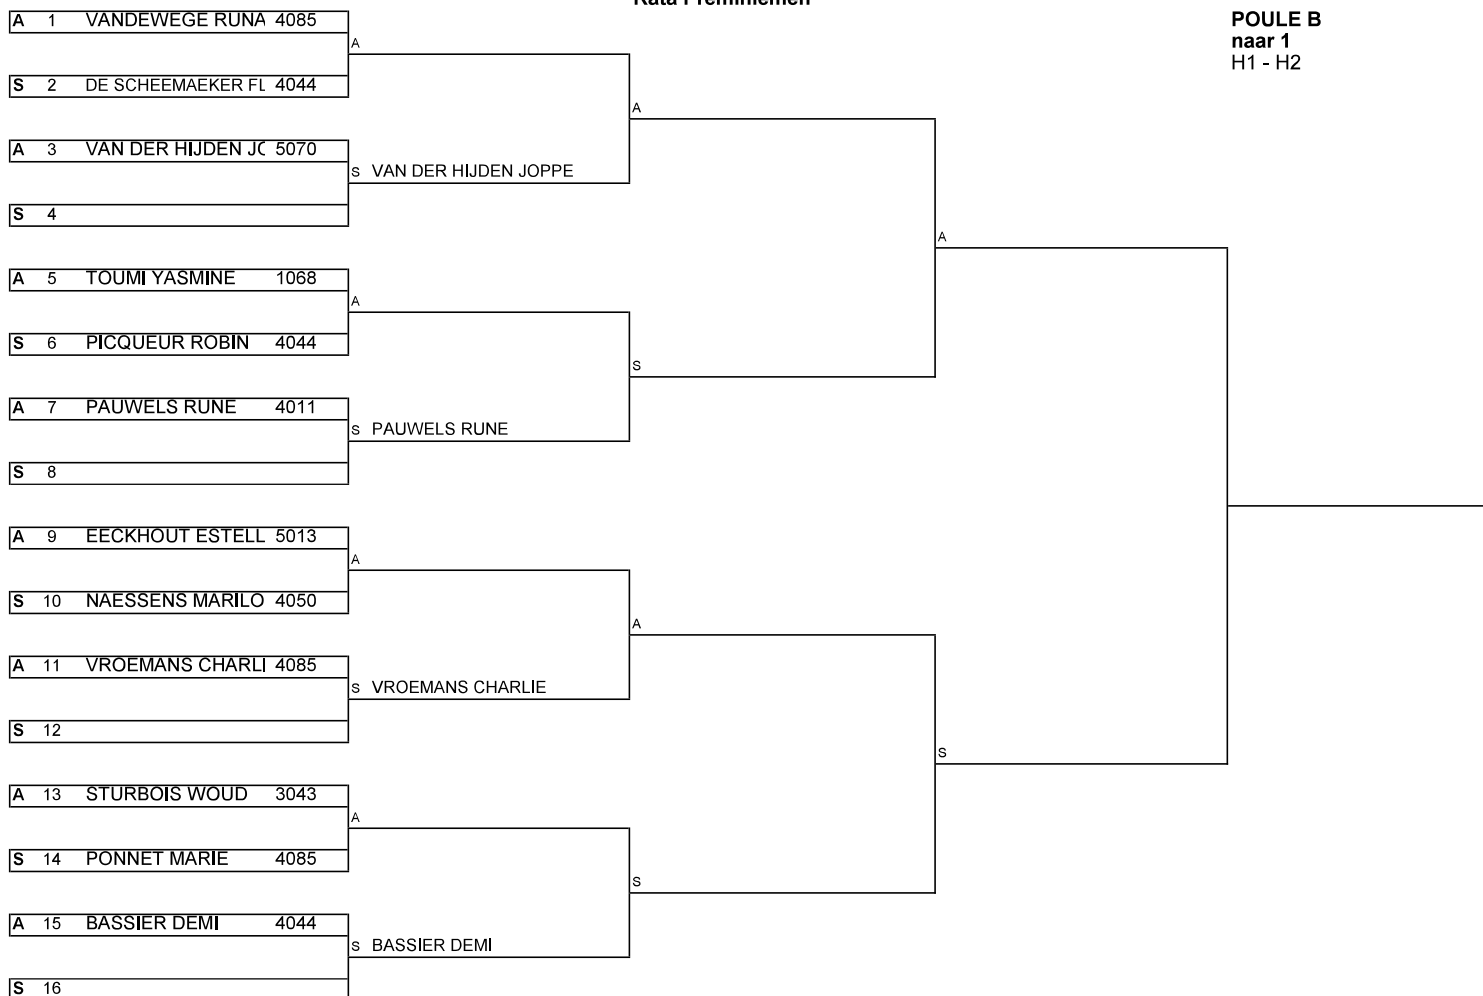 Kata Preminiemen
POULE B
naar 1
H1 - H2
A 1 VANDEWEGE RUNA 4085
A
S 2 DE SCHEEMAEKER FL 4044
A
A 3 VAN DER HIJDEN JC 5070
S VAN DER HIJDEN JOPPE
S 4
A
A 5 TOUMI YASMINE 1068
A
S 6 PICQUEUR ROBIN 4044
S
A 7 PAUWELS RUNE 4011
S PAUWELS RUNE
S 8
A 9 EECKHOUT ESTELL 5013
A
S 10 NAESSENS MARILO 4050
A
A 11 VROEMANS CHARLI 4085
S VROEMANS CHARLIE
S 12
S
A 13 STURBOIS WOUD 3043
A
S 14 PONNET MARIE 4085
S
A 15 BASSIER DEMI 4044
S BASSIER DEMI
S 16